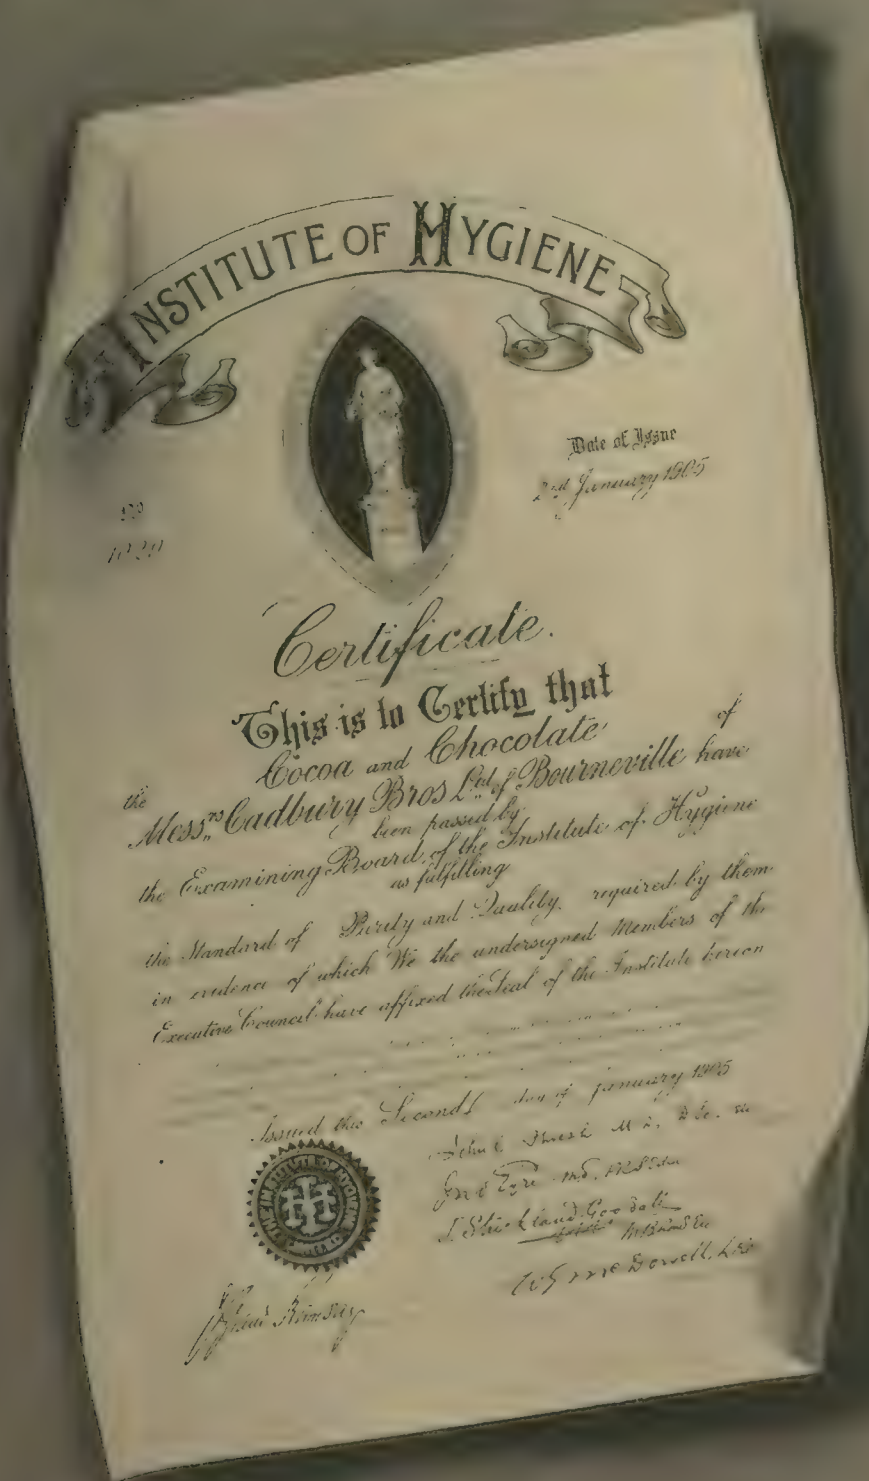 INSTITUTE OF HYGIENE
Date of Issue
2nd January 1905
No
Certificate.
This is to Certify that
Cocoa and Chocolate of
the
Messrs Cadbury Bros Ltd of Bourneville have
been passed by
the Examining Board of the Institute of Hygiene
as fulfilling
the Standard of Purity and Quality, required by them
in evidence of which We the undersigned Members of the
Executive Council have affixed the Seal of the Institute hereon
Issued this Second day of January 1905